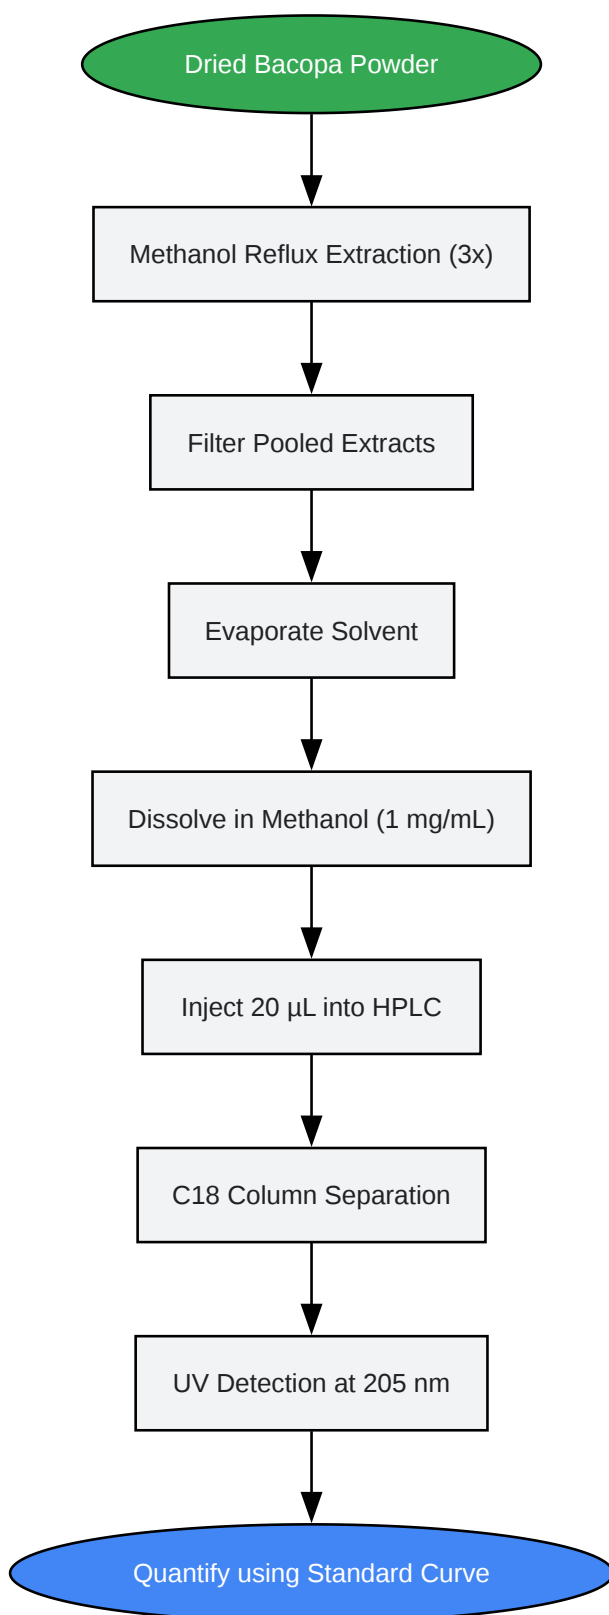 Dried Bacopa Powder
Methanol Reflux Extraction (3x)
Filter Pooled Extracts
Evaporate Solvent
Dissolve in Methanol (1 mg/mL)
Inject 20 µL into HPLC
C18 Column Separation
UV Detection at 205 nm
Quantify using Standard Curve